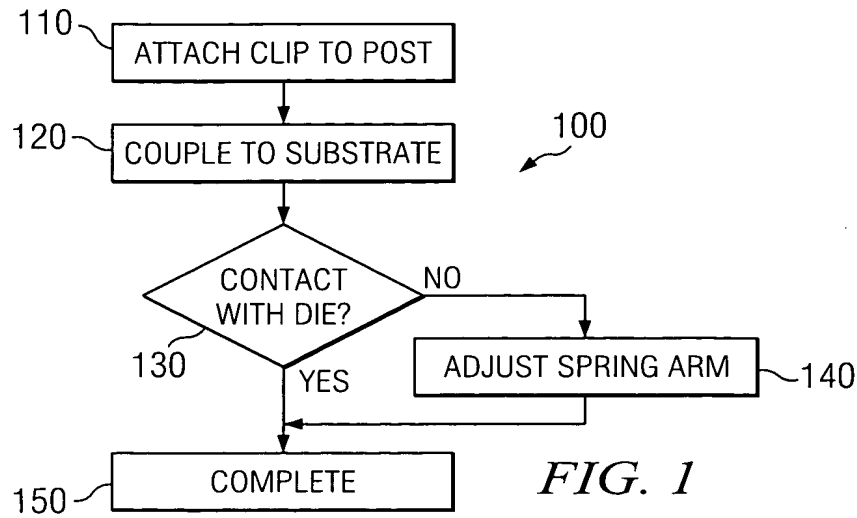 110
ATTACH CLIP TO POST
120
COUPLE TO SUBSTRATE
100
CONTACT
WITH DIE?
NO
130
YES
ADJUST SPRING ARM
140
COMPLETE
150
FIG. 1